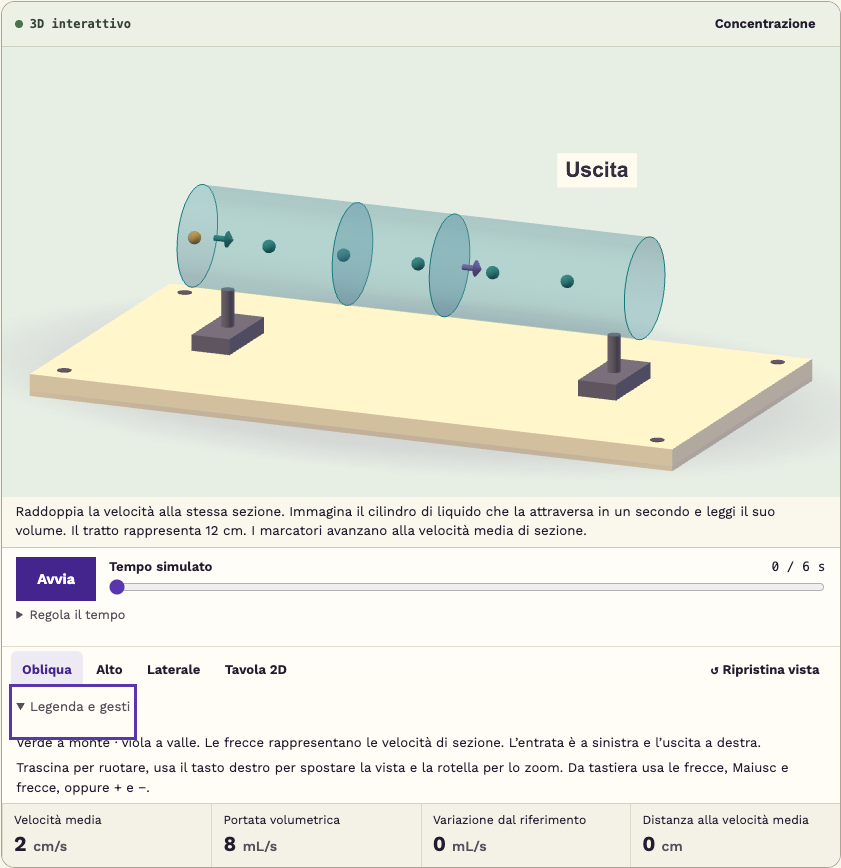 3D interattivo
Concentrazione
Uscita
Raddoppia la velocità alla stessa sezione. Immagina il cilindro di liquido che la attraversa in un secondo e leggi il suo
volume. Il tratto rappresenta 12 cm. I marcatori avanzano alla velocità media di sezione.
Avvia
Tempo simulato
0 / 6 s
▶ Regola il tempo
Obliqua
Alto
Laterale
Tavola 2D
↺ Ripristina vista
▼ Legenda e gesti
Verde a monte · viola a valle. Le frecce rappresentano le velocità di sezione. L’entrata è a sinistra e l’uscita a destra.
Trascina per ruotare, usa il tasto destro per spostare la vista e la rotella per lo zoom. Da tastiera usa le frecce, Maiusc e
frecce, oppure + e −.
Velocità media
2 cm/s
Portata volumetrica
8 mL/s
Variazione dal riferimento
0 mL/s
Distanza alla velocità media
0 cm